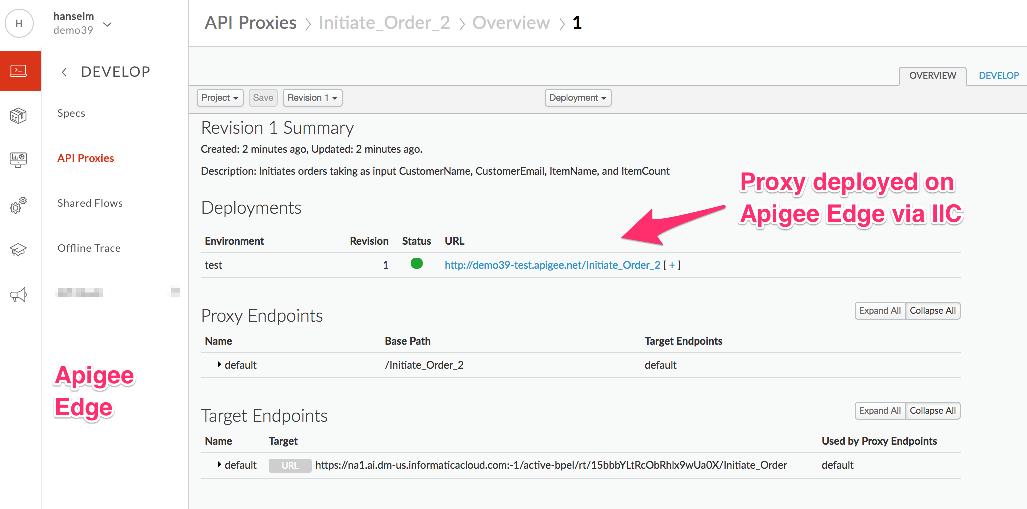 H
hanselm
demo39
API Proxies > Initiate_Order_2 > Overview > 1
DEVELOP
Specs
API Proxies
Shared Flows
Offline Trace
Apigee
Edge
OVERVIEW
DEVELOP
Project
Save
Revision 1
Deployment
Revision 1 Summary
Created: 2 minutes ago, Updated: 2 minutes ago.
Description: Initiates orders taking as input CustomerName, CustomerEmail, ItemName, and ItemCount
Proxy deployed on
Apigee Edge via IIC
Deployments
Environment Revision Status URL
test 1 http://demo39-test.apigee.net/Initiate_Order_2 [ + ]
Proxy Endpoints
Expand All Collapse All
Name Base Path Target Endpoints
default /Initiate_Order_2 default
Target Endpoints
Expand All Collapse All
Name Target Used by Proxy Endpoints
default URL https://na1.ai.dm-us.informaticacloud.com:-1/active-bpel/rt/15bbbYLtRcObRhlx9wUa0X/Initiate_Order default